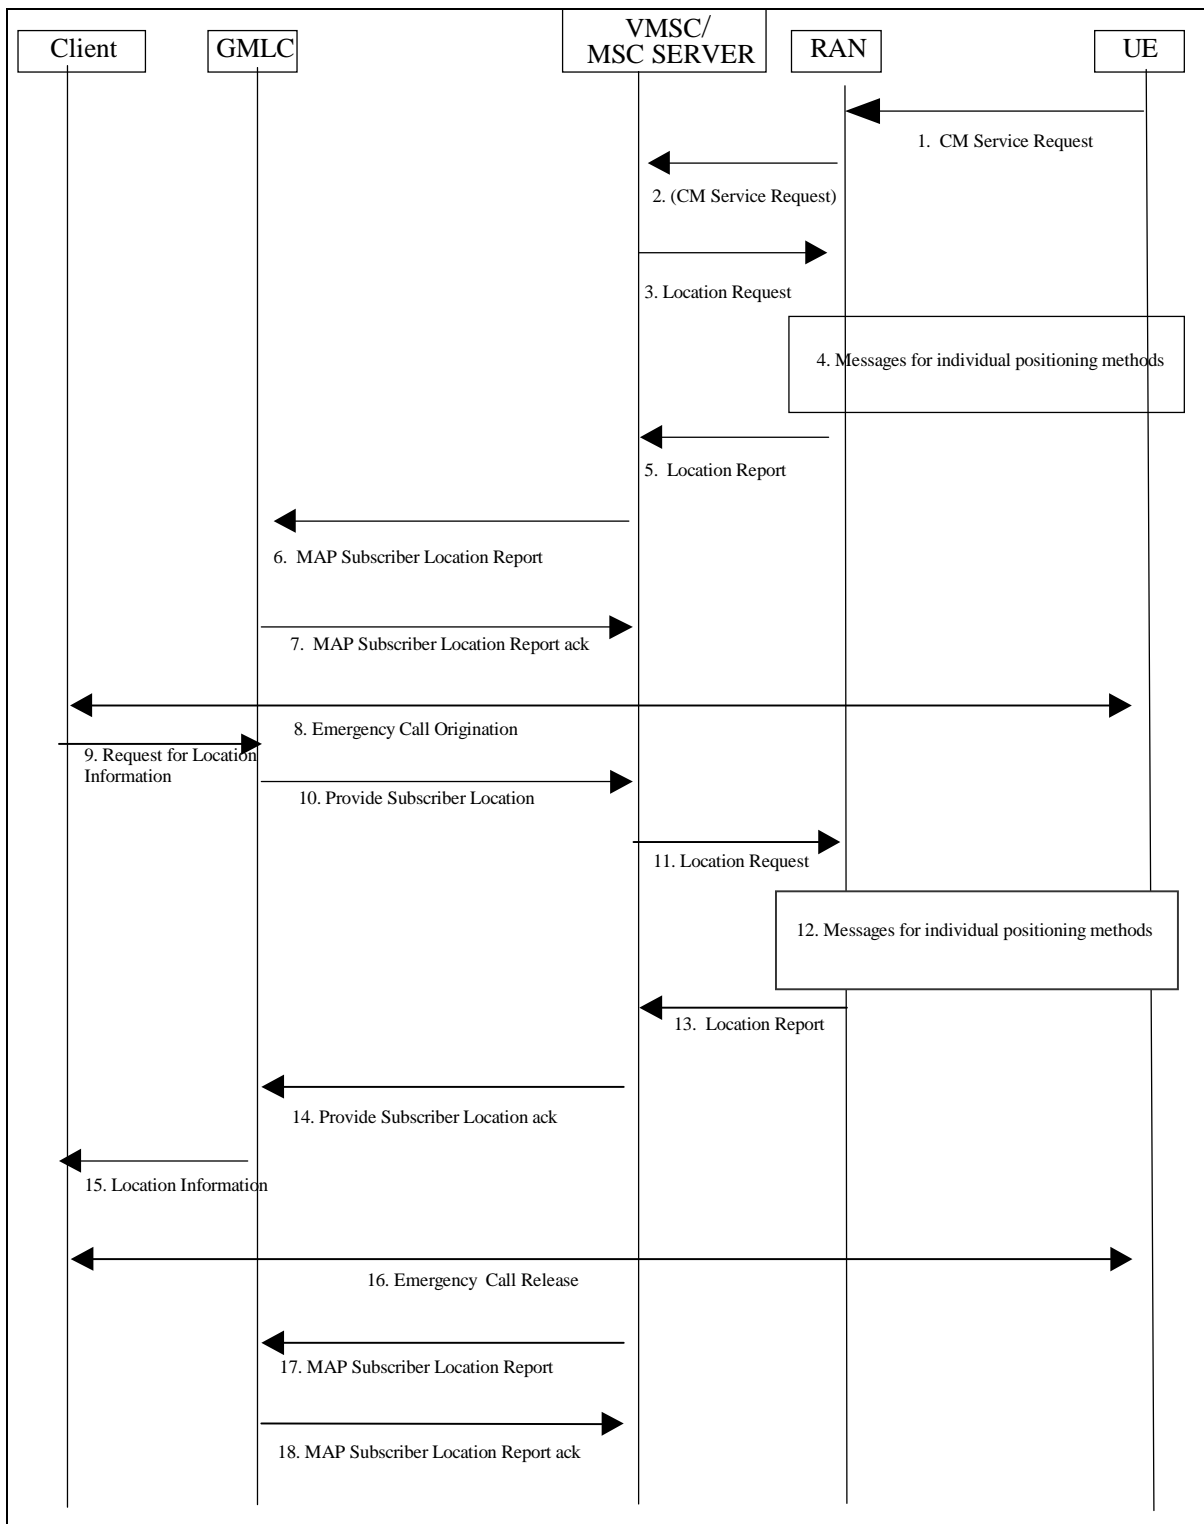 Client
GMLC
VMSC/
MSC SERVER
RAN
UE
1. CM Service Request
2. (CM Service Request)
3. Location Request
4. Messages for individual positioning methods
5. Location Report
6. MAP Subscriber Location Report
7. MAP Subscriber Location Report ack
8. Emergency Call Origination
9. Request for Location
Information
10. Provide Subscriber Location
11. Location Request
12. Messages for individual positioning methods
13. Location Report
14. Provide Subscriber Location ack
15. Location Information
16. Emergency Call Release
17. MAP Subscriber Location Report
18. MAP Subscriber Location Report ack